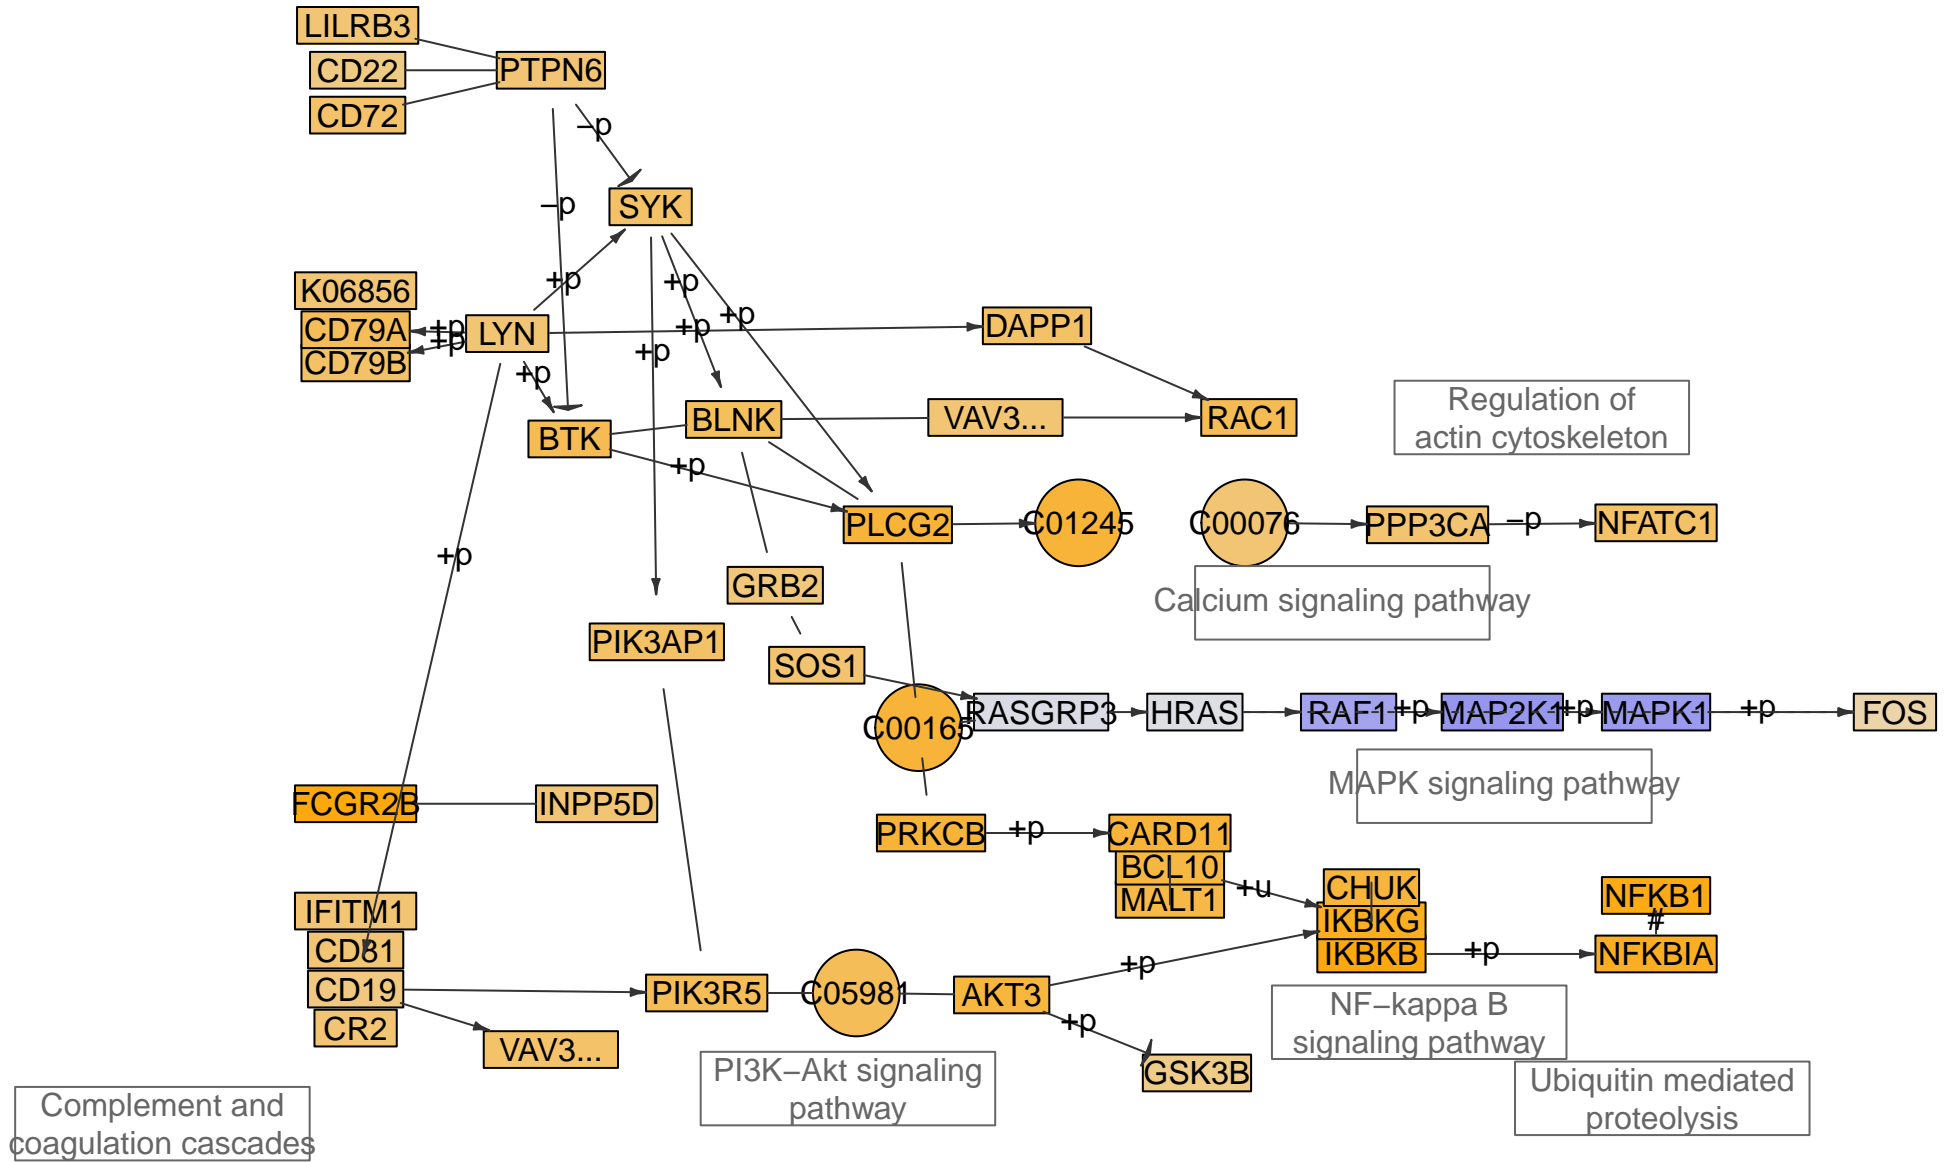 LILRB3
CD22
PTPN6
CD72
–p
SYK
–p
+p
+p
K06856
CD79A
+p
LYN
+p
+p
DAPP1
CD79B
+p
+p
+p
Regulation of
actin cytoskeleton
BTK
BLNK
VAV3...
RAC1
+p
PLCG2
C01245
C00076
PPP3CA
–p
NFATC1
+p
GRB2
Calcium signaling pathway
PIK3AP1
SOS1
C00165
RASGRP3
HRAS
RAF1
+p
MAP2K1
+p
MAPK1
+p
FOS
MAPK signaling pathway
FCGR2B
INPP5D
PRKCB
+p
CARD11
BCL10
MALT1
+u
CHUK
IKBKG
IKBKB
+p
NFKB1
#
NFKBIA
IFITM1
CD81
CD19
CR2
VAV3...
PIK3R5
C05981
AKT3
+p
+p
GSK3B
NF–kappa B
signaling pathway
PI3K–Akt signaling
pathway
Ubiquitin mediated
proteolysis
Complement and
coagulation cascades